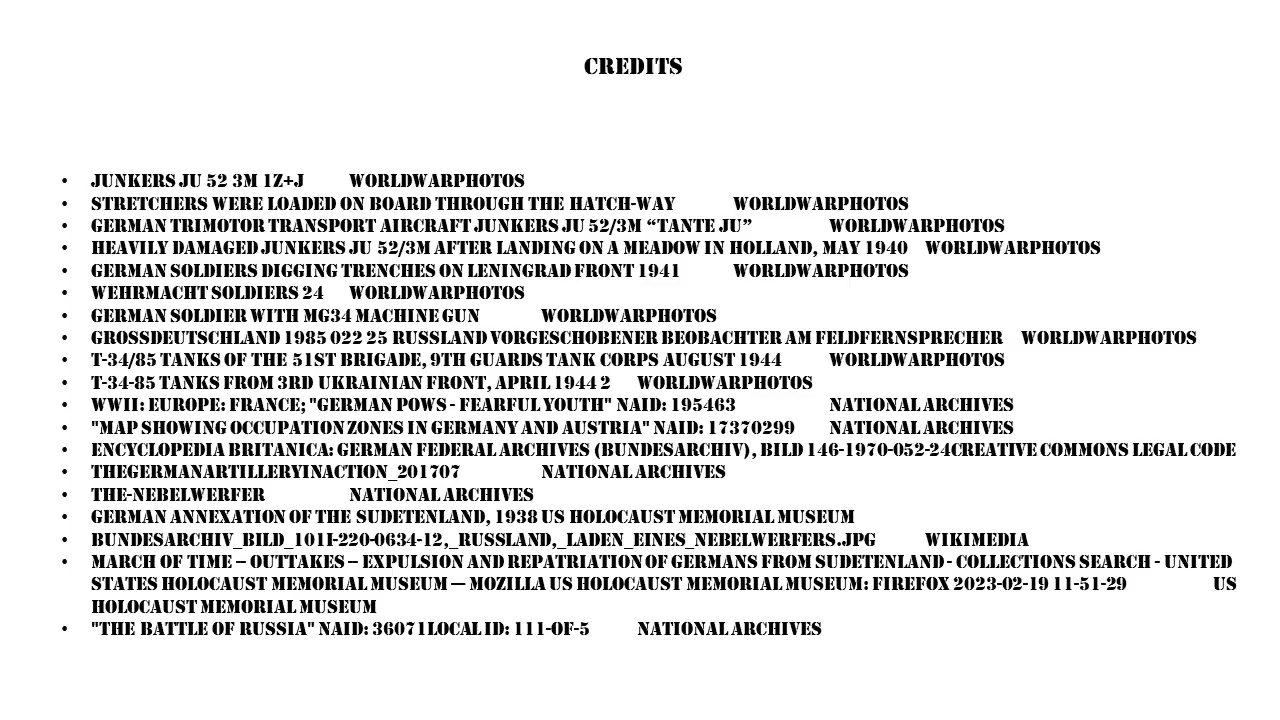 CREDITS
• JUNKERS JU 52 3M 1Z+J WORLDWARPHOTOS
• STRETCHERS WERE LOADED ON BOARD THROUGH THE HATCH-WAY WORLDWARPHOTOS
• GERMAN TRIMOTOR TRANSPORT AIRCRAFT JUNKERS JU 52/3M “TANTE JU” WORLDWARPHOTOS
• HEAVILY DAMAGED JUNKERS JU 52/3M AFTER LANDING ON A MEADOW IN HOLLAND, MAY 1940 WORLDWARPHOTOS
• GERMAN SOLDIERS DIGGING TRENCHES ON LENINGRAD FRONT 1941 WORLDWARPHOTOS
• WEHRMACHT SOLDIERS 24 WORLDWARPHOTOS
• GERMAN SOLDIER WITH MG34 MACHINE GUN WORLDWARPHOTOS
• GROSSDEUTSCHLAND 1985 022 25 RUSSLAND VORGESCHOBENER BEOBACHTER AM FELDFERNSPRECHER WORLDWARPHOTOS
• T-34/85 TANKS OF THE 51ST BRIGADE, 9TH GUARDS TANK CORPS AUGUST 1944 WORLDWARPHOTOS
• T-34-85 TANKS FROM 3RD UKRAINIAN FRONT, APRIL 1944 2 WORLDWARPHOTOS
• WWII: EUROPE: FRANCE; "GERMAN POWS - FEARFUL YOUTH" NAID: 195463 NATIONAL ARCHIVES
• "MAP SHOWING OCCUPATION ZONES IN GERMANY AND AUSTRIA" NAID: 17370299 NATIONAL ARCHIVES
• ENCYCLOPEDIA BRITANICA: GERMAN FEDERAL ARCHIVES (BUNDESARCHIV), BILD 146-1970-052-24CREATIVE COMMONS LEGAL CODE
• THEGERMANARTILLERYINACTION_201707 NATIONAL ARCHIVES
• THE-NEBELWERFER NATIONAL ARCHIVES
• GERMAN ANNEXATION OF THE SUDETENLAND, 1938 US HOLOCAUST MEMORIAL MUSEUM
• BUNDESARCHIV_BILD_101I-220-0634-12,_RUSSLAND,_LADEN_EINES_NEBELWERFERS.JPG WIKIMEDIA
• MARCH OF TIME – OUTTAKES – EXPULSION AND REPATRIATION OF GERMANS FROM SUDETENLAND - COLLECTIONS SEARCH - UNITED
STATES HOLOCAUST MEMORIAL MUSEUM — MOZILLA US HOLOCAUST MEMORIAL MUSEUM: FIREFOX 2023-02-19 11-51-29 US
HOLOCAUST MEMORIAL MUSEUM
• "THE BATTLE OF RUSSIA" NAID: 36071LOCAL ID: 111-OF-5 NATIONAL ARCHIVES